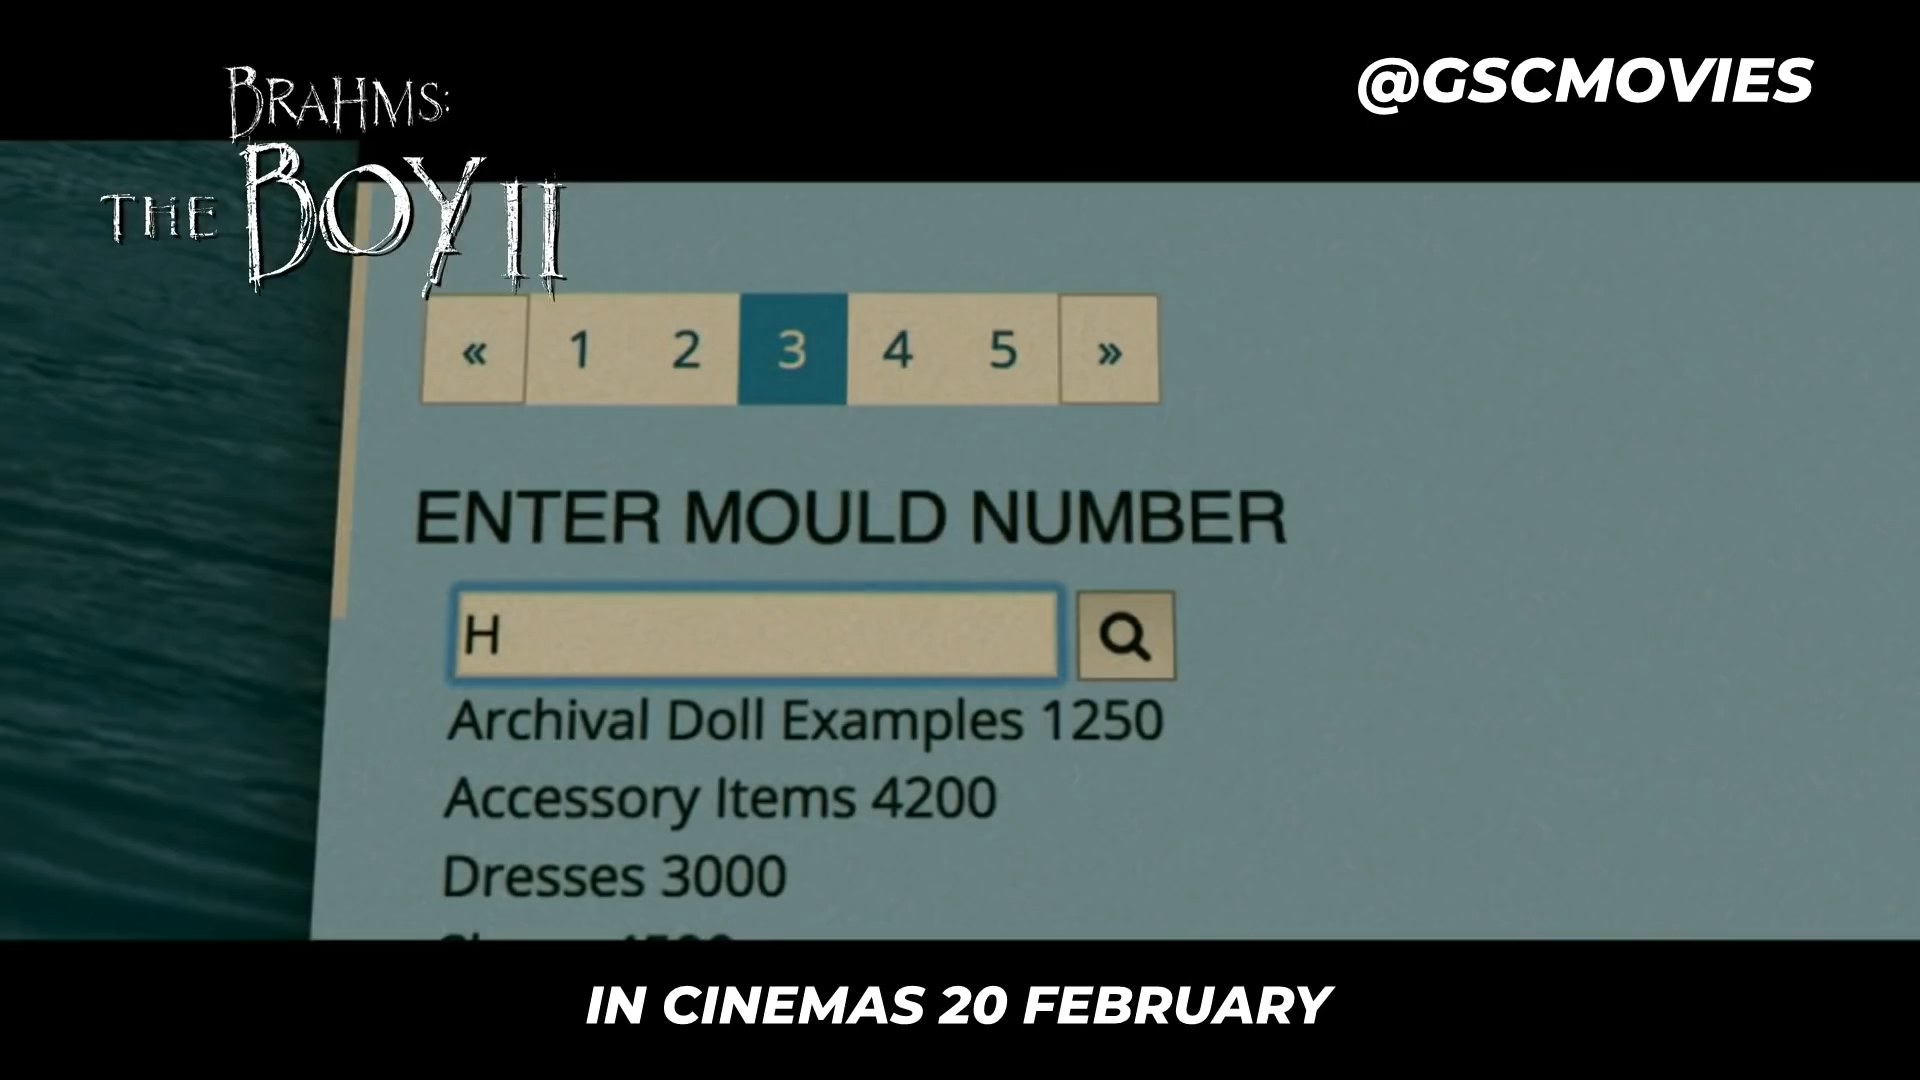 @GSCMOVIES
BRAHMS:
THE BOY II
« 1 2 3 4 5 »
ENTER MOULD NUMBER
H
Archival Doll Examples 1250
Accessory Items 4200
Dresses 3000
IN CINEMAS 20 FEBRUARY